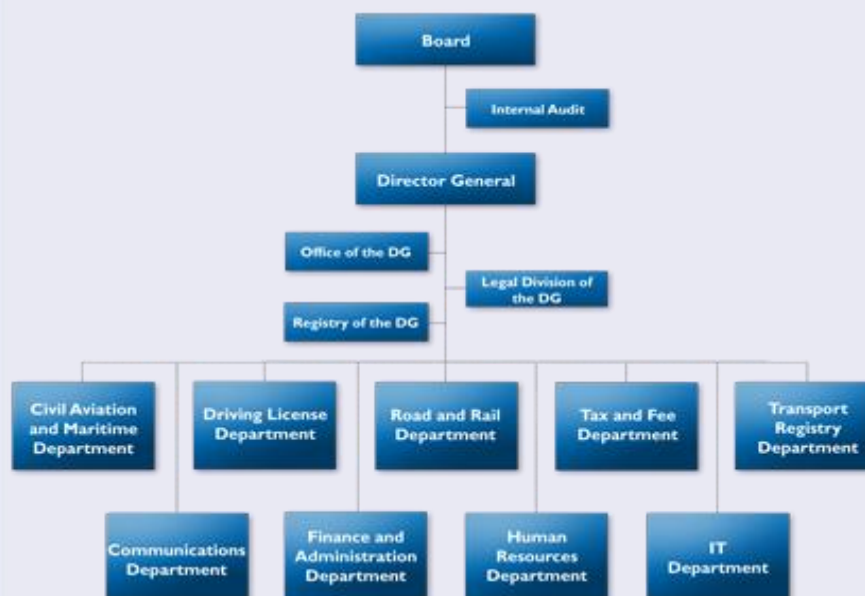 Board
Internal Audit
Director General
Office of the DG
Legal Division of
the DG
Registry of the DG
Civil Aviation
and Maritime
Department
Driving License
Department
Road and Rail
Department
Tax and Fee
Department
Transport
Registry
Department
Communications
Department
Finance and
Administration
Department
Human
Resources
Department
IT
Department